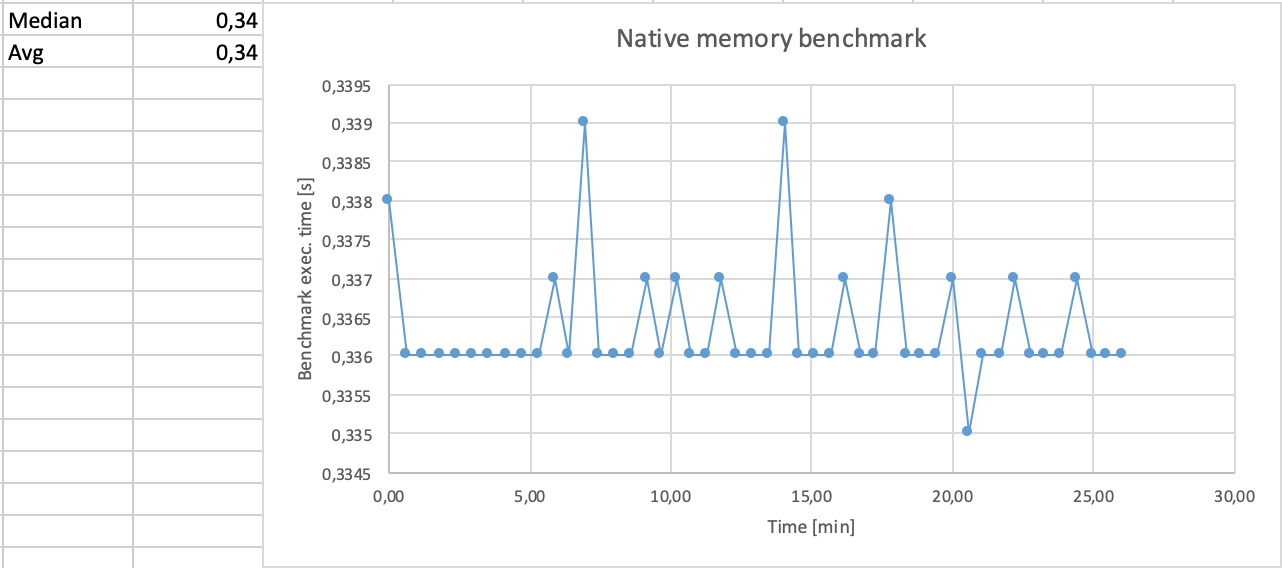 Median 0,34
Avg 0,34
Native memory benchmark
0,3395
0,339
0,3385
0,338
0,3375
0,337
0,3365
0,336
0,3355
0,335
0,3345
Benchmark exec. time [s]
0,00 5,00 10,00 15,00 20,00 25,00 30,00
Time [min]